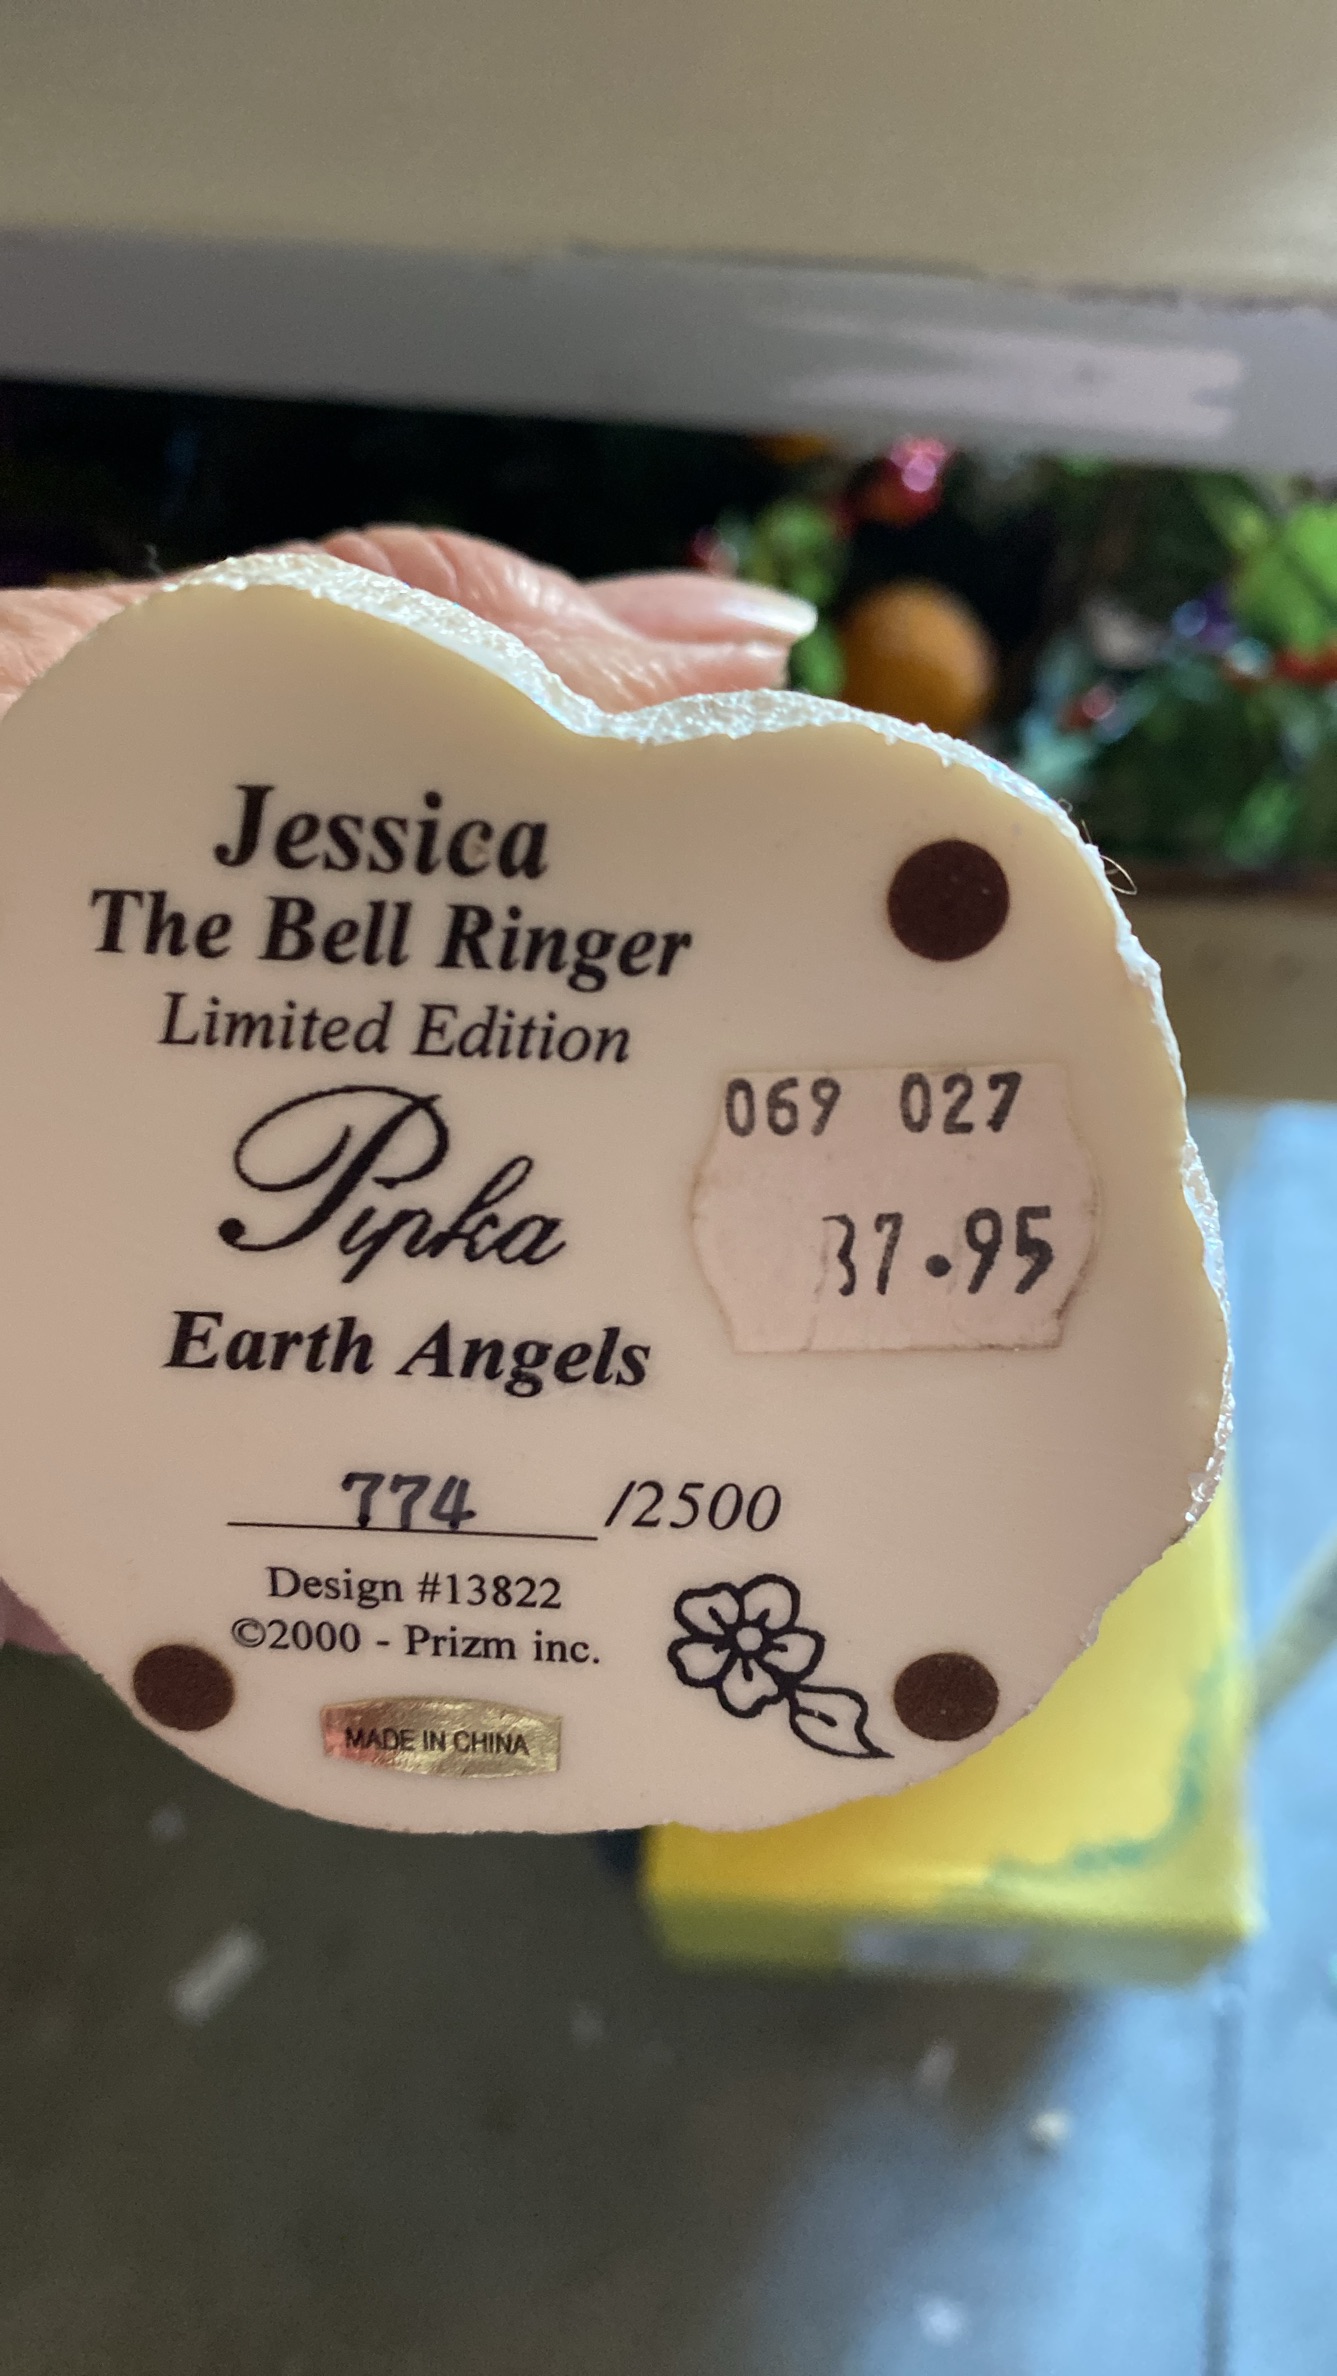 Jessica
The Bell Ringer
Limited Edition
Pipka
Earth Angels
069 027
37.95
774 /2500
Design #13822
©2000 - Prizm inc.
MADE IN CHINA